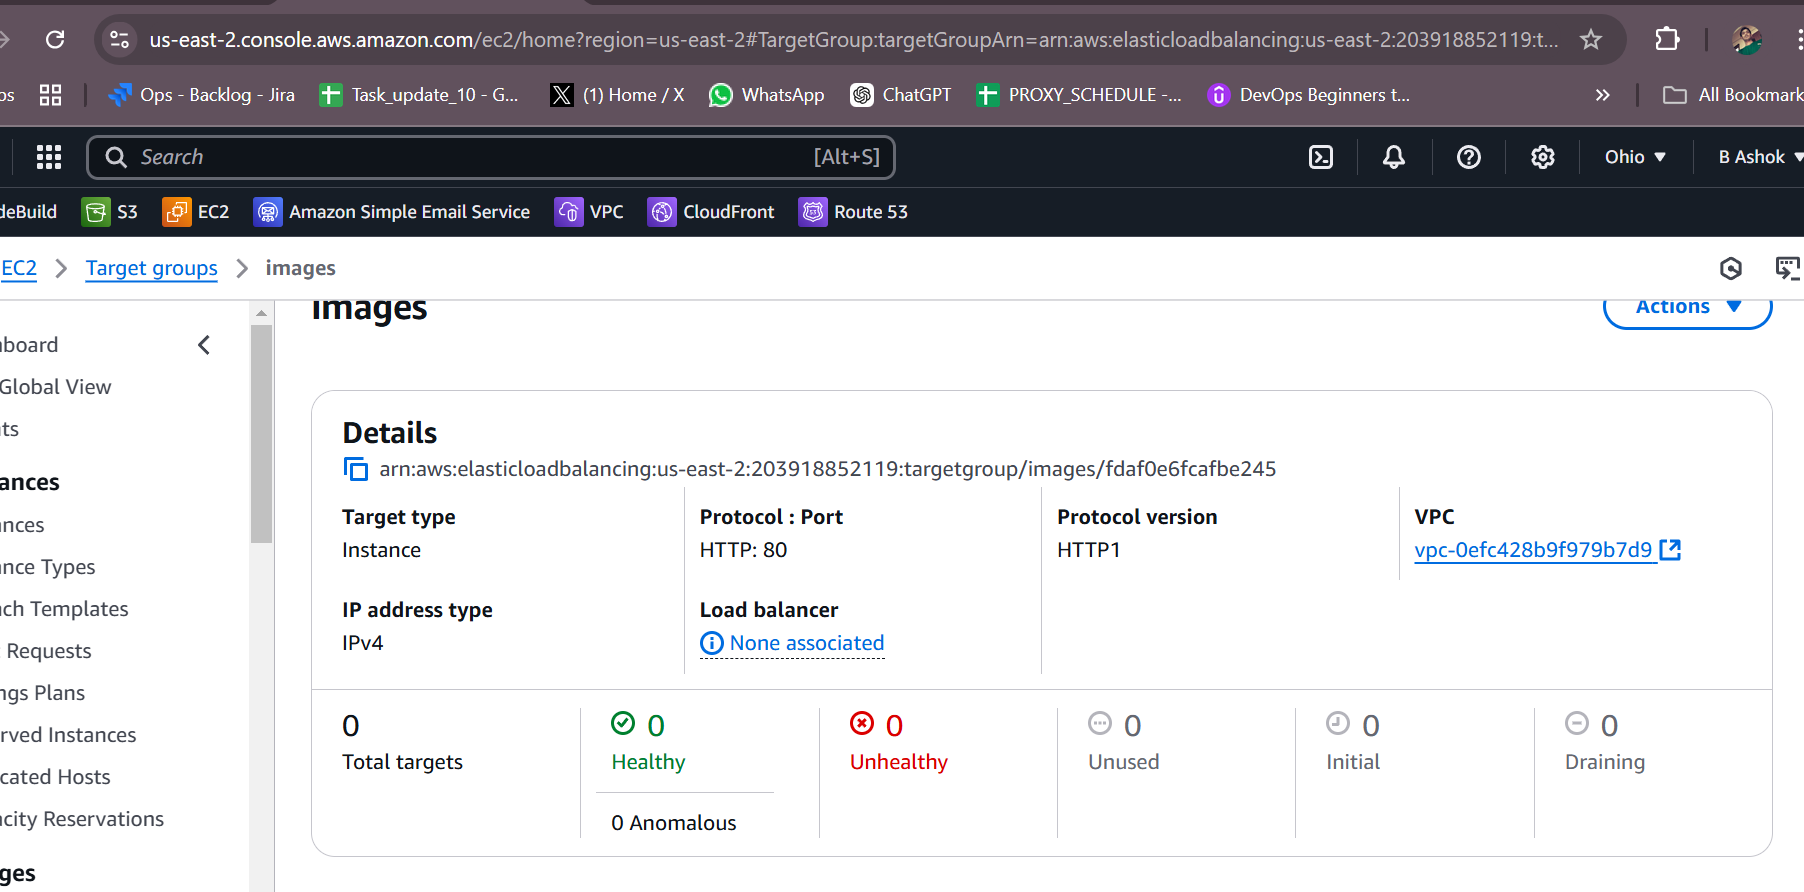 us-east-2.console.aws.amazon.com/ec2/home?region=us-east-2#TargetGroup:targetGroupArn=arn:aws:elasticloadbalancing:us-east-2:203918852119:t...
os Ops - Backlog - Jira Task_update_10 - G... (1) Home / X WhatsApp ChatGPT PROXY_SCHEDULE -... DevOps Beginners t... » All Bookmark
Search [Alt+S] Ohio B Ashok
deBuild S3 EC2 Amazon Simple Email Service VPC CloudFront Route 53
EC2 > Target groups > images
images Actions
board
Global View
ts
ances
nces
nce Types
ch Templates
Requests
ngs Plans
rved Instances
cated Hosts
city Reservations
ges
Details
arn:aws:elasticloadbalancing:us-east-2:203918852119:targetgroup/images/fdaf0e6fcafbe245
Target type Protocol : Port Protocol version VPC
Instance HTTP: 80 HTTP1 vpc-0efc428b9f979b7d9
IP address type Load balancer
IPv4 None associated
0 0 0 0 0 0
Total targets Healthy Unhealthy Unused Initial Draining
0 Anomalous